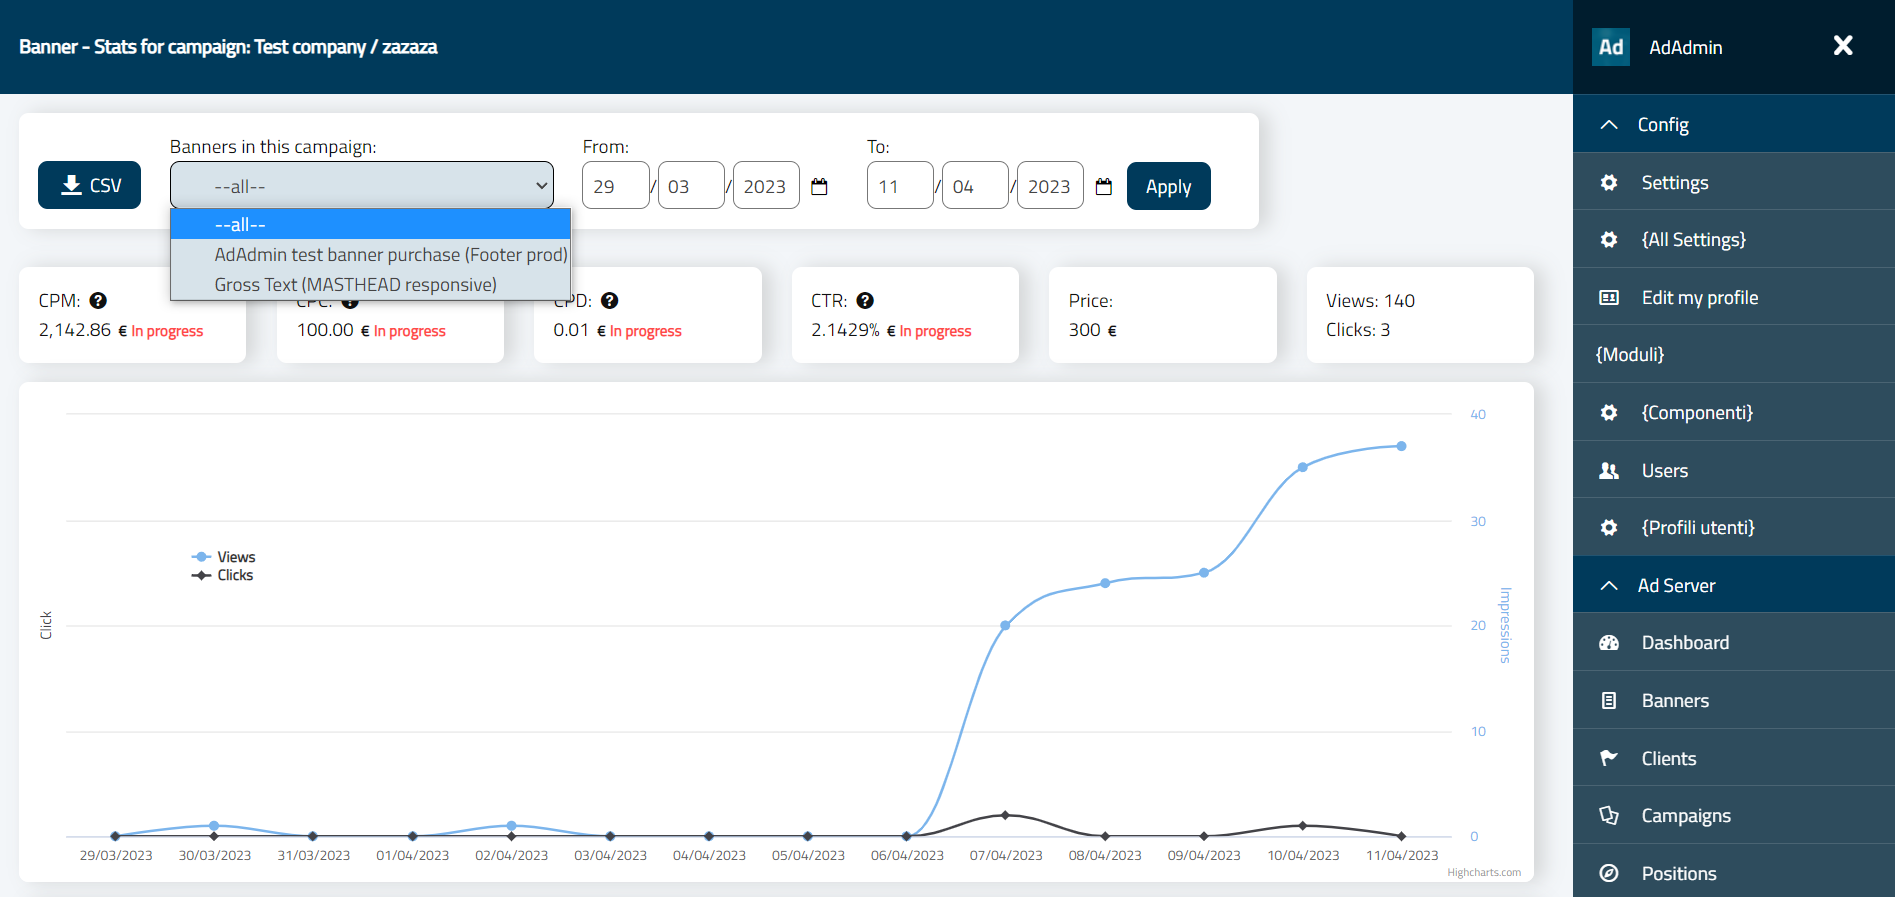 Banner - Stats for campaign: Test company / zazaza
Ad AdAdmin
CSV
Banners in this campaign:
--all--
--all--
AdAdmin test banner purchase (Footer prod)
Gross Text (MASTHEAD responsive)
From:
29 / 03 / 2023
To:
11 / 04 / 2023
Apply
CPM:
2,142.86 € In progress
CPC:
100.00 € In progress
CPD:
0.01 € In progress
CTR:
2.1429% € In progress
Price:
300 €
Views: 140
Clicks: 3
Views
Clicks
Click
40
30
20
10
0
Impressions
29/03/2023 30/03/2023 31/03/2023 01/04/2023 02/04/2023 03/04/2023 04/04/2023 05/04/2023 06/04/2023 07/04/2023 08/04/2023 09/04/2023 10/04/2023 11/04/2023
Highcharts.com
Config
Settings
{All Settings}
Edit my profile
{Moduli}
{Componenti}
Users
{Profili utenti}
Ad Server
Dashboard
Banners
Clients
Campaigns
Positions